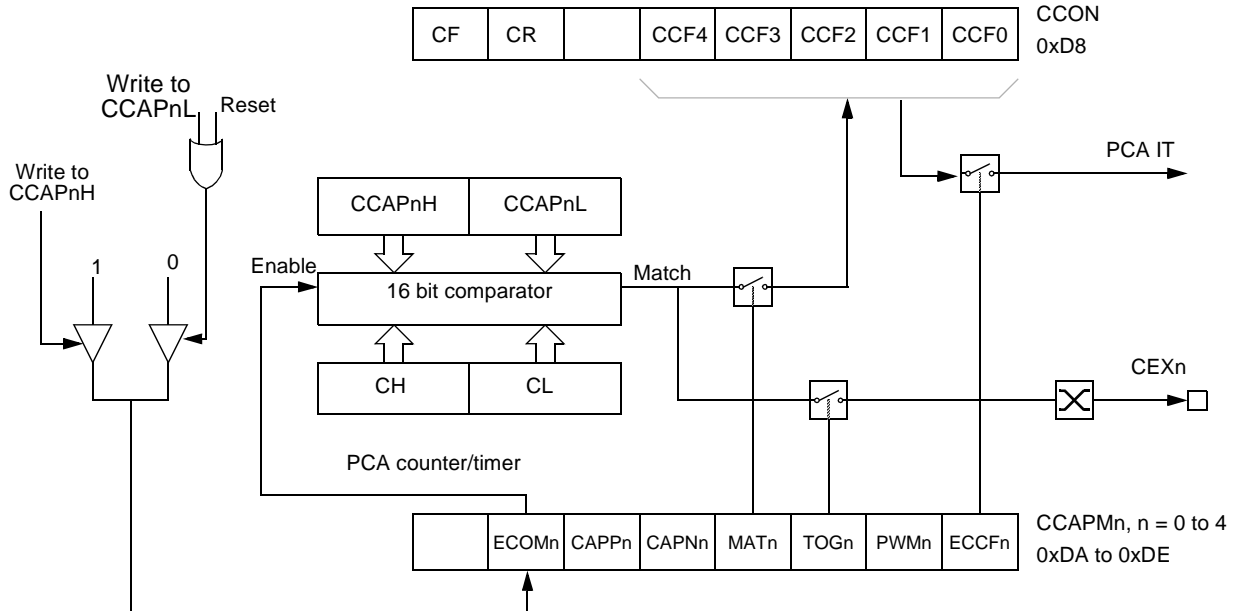 CF CR CCF4 CCF3 CCF2 CCF1 CCF0
CCON
0xD8
Write to
CCAPnL
Reset
Write to
CCAPnH
PCA IT
CCAPnH CCAPnL
1
0
Enable
16 bit comparator
Match
CH CL
CEXn
PCA counter/timer
ECOMn CAPPn CAPNn MATn TOGn PWMn ECCFn
CCAPMn, n = 0 to 4
0xDA to 0xDE